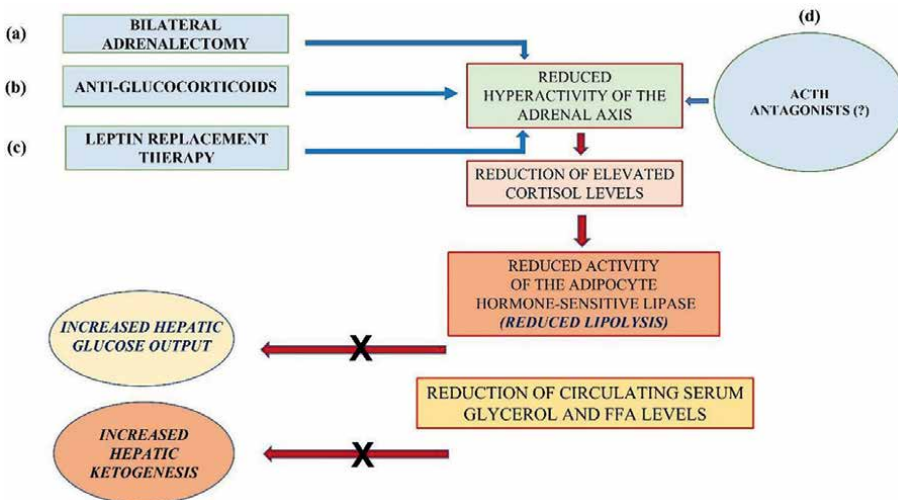 (a)
BILATERAL
ADRENALECTOMY
(b)
ANTI-GLUCOCORTICOIDS
(c)
LEPTIN REPLACEMENT
THERAPY
REDUCED
HYPERACTIVITY OF THE
ADRENAL AXIS
(d)
ACTH
ANTAGONISTS (?)
REDUCTION OF ELEVATED
CORTISOL LEVELS
REDUCED ACTIVITY
OF THE ADIPOCYTE
HORMONE-SENSITIVE LIPASE
(REDUCED LIPOLYSIS)
INCREASED HEPATIC
GLUCOSE OUTPUT
X
REDUCTION OF CIRCULATING SERUM
GLYCEROL AND FFA LEVELS
INCREASED
HEPATIC
KETOGENESIS
X